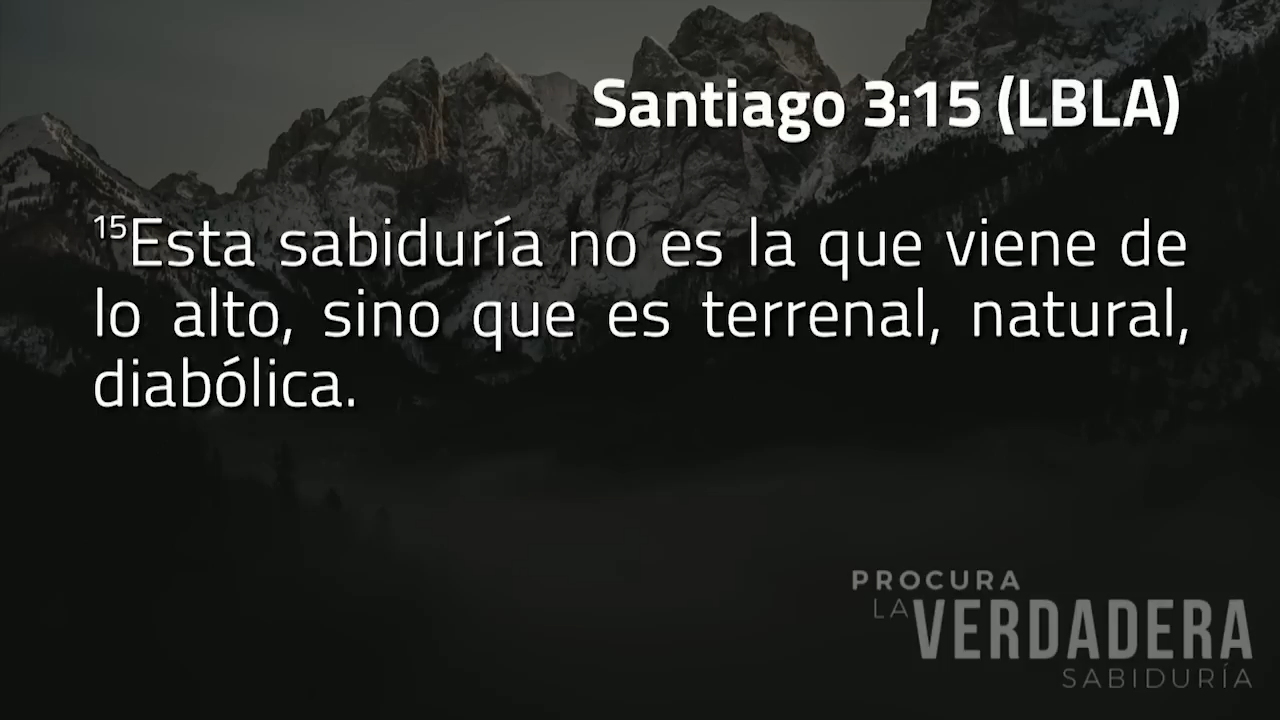 Santiago 3:15 (LBLA)
15Esta sabiduría no es la que viene de
lo alto, sino que es terrenal, natural,
diabólica.
PROCURA
LA VERDADERA
SABIDURÍA